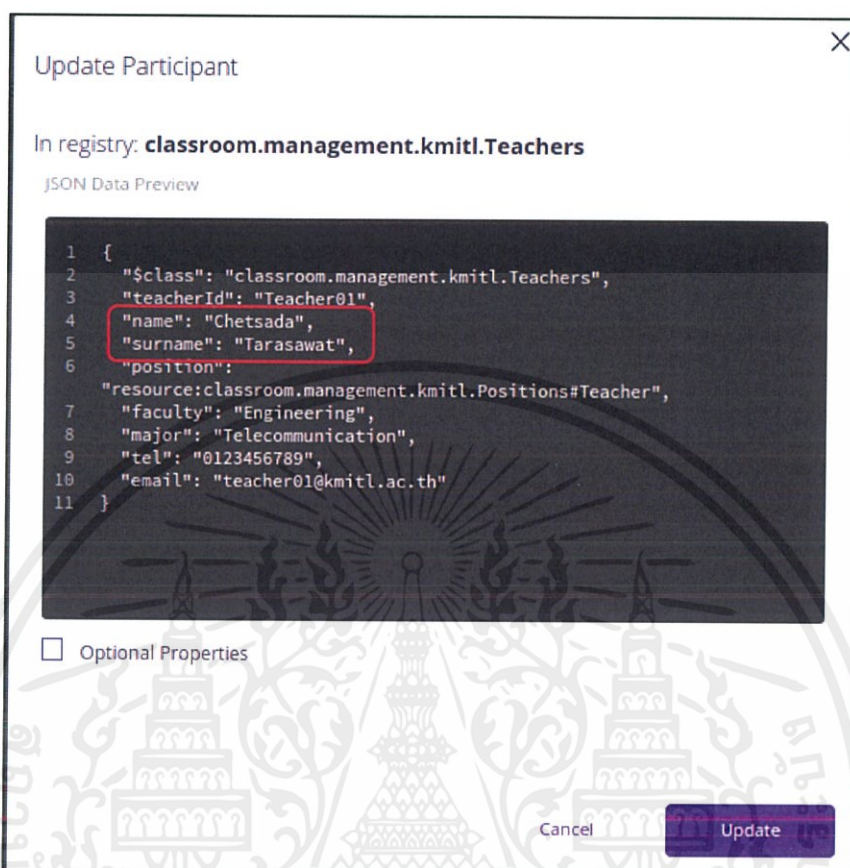 Update Participant
In registry: classroom.management.kmitl.Teachers
JSON Data Preview
1 {
2 "$class": "classroom.management.kmitl.Teachers",
3 "teacherId": "Teacher01",
4 "name": "Chetsada",
5 "surname": "Tarasawat",
6 "position":
"resource:classroom.management.kmitl.Positions#Teacher",
7 "faculty": "Engineering",
8 "major": "Telecommunication",
9 "tel": "0123456789",
10 "email": "teacher01@kmitl.ac.th"
11 }
Optional Properties
Cancel
Update